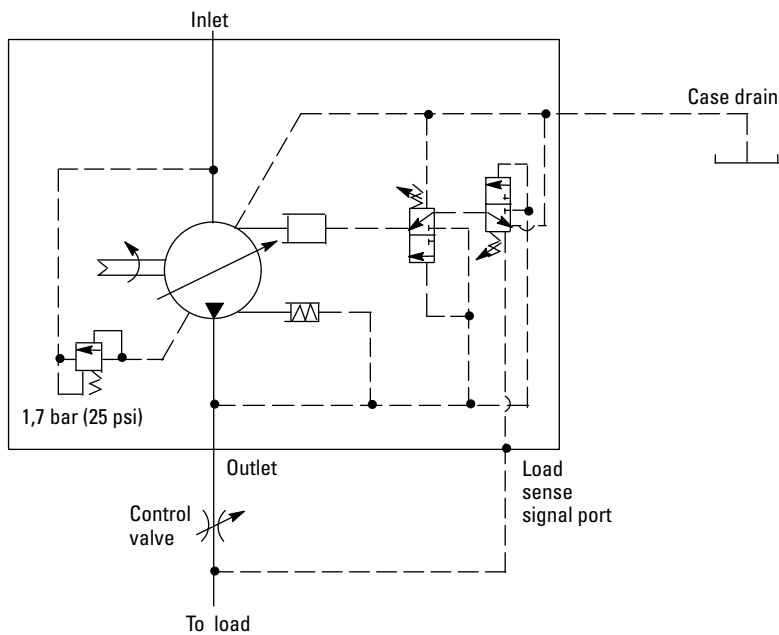 Inlet
Case drain
1,7 bar (25 psi)
Outlet
Load
sense
signal port
Control
valve
To load